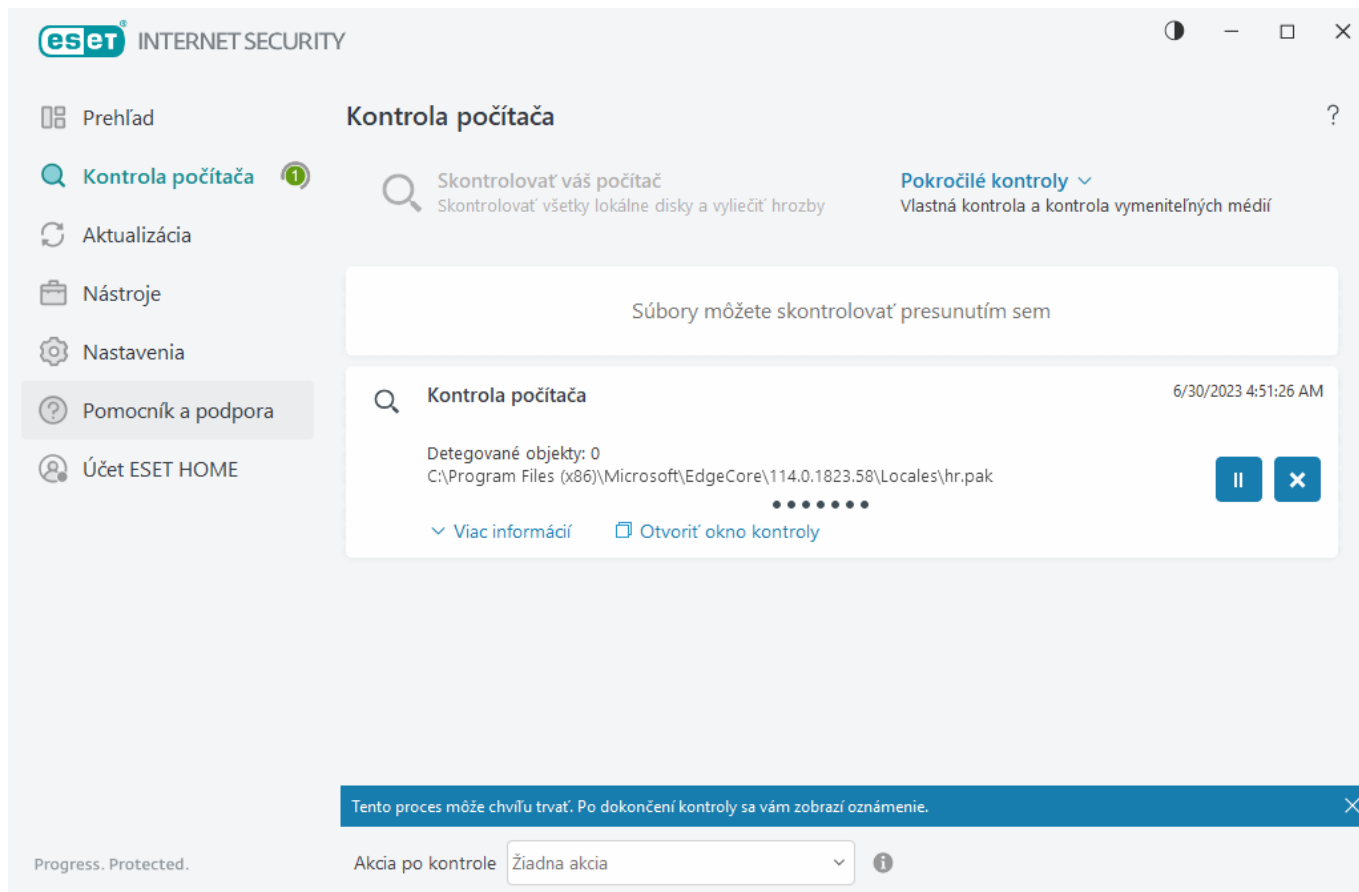 eset® INTERNET SECURITY
Prehľad
Kontrola počítača
1
Aktualizácia
Nástroje
Nastavenia
Pomocník a podpora
Účet ESET HOME
Kontrola počítača
?
Skontrolovať váš počítač
Skontrolovať všetky lokálne disky a vyliečiť hrozby
Pokročilé kontroly
Vlastná kontrola a kontrola vymeniteľných médií
Súbory môžete skontrolovať presunutím sem
Kontrola počítača
6/30/2023 4:51:26 AM
Detegované objekty: 0
C:\Program Files (x86)\Microsoft\EdgeCore\114.0.1823.58\Locales\hr.pak
Viac informácií
Otvoriť okno kontroly
Tento proces môže chvíľu trvať. Po dokončení kontroly sa vám zobrazí oznámenie.
Progress. Protected.
Akcia po kontrole
Žiadna akcia